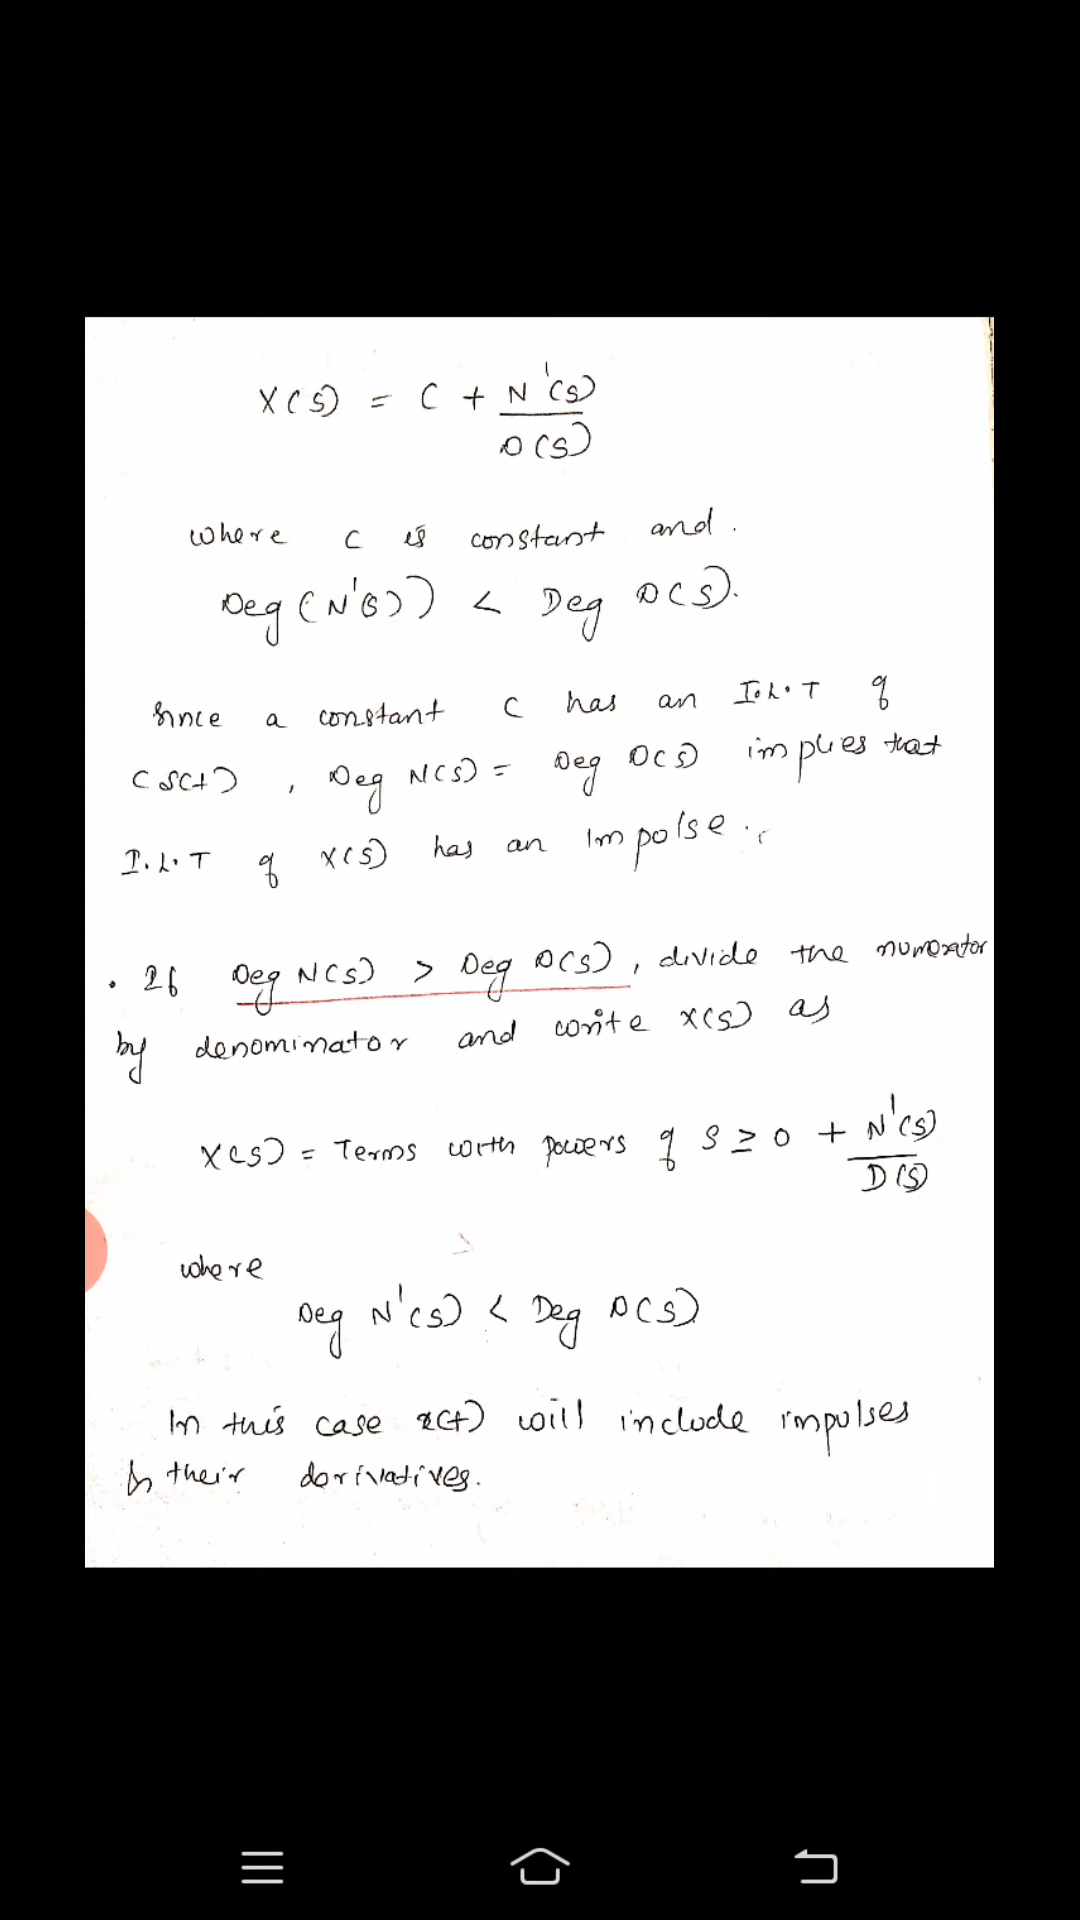 X(S) = C + N'(S)
D(S)
where C is constant and.
Deg (N'(S)) < Deg D(S).
Since a constant C has an I.L.T of
C δ(t) , Deg N(S) = Deg D(S) implies that
I.L.T of X(S) has an Impolse.
. If Deg N(S) > Deg D(S), divide the numerator
by denominator and write X(S) as
X(S) = Terms with powers of S ≥ 0 + N'(S)
D(S)
where
Deg N'(S) < Deg D(S)
In this case x(t) will include impulses
& their derivatives.